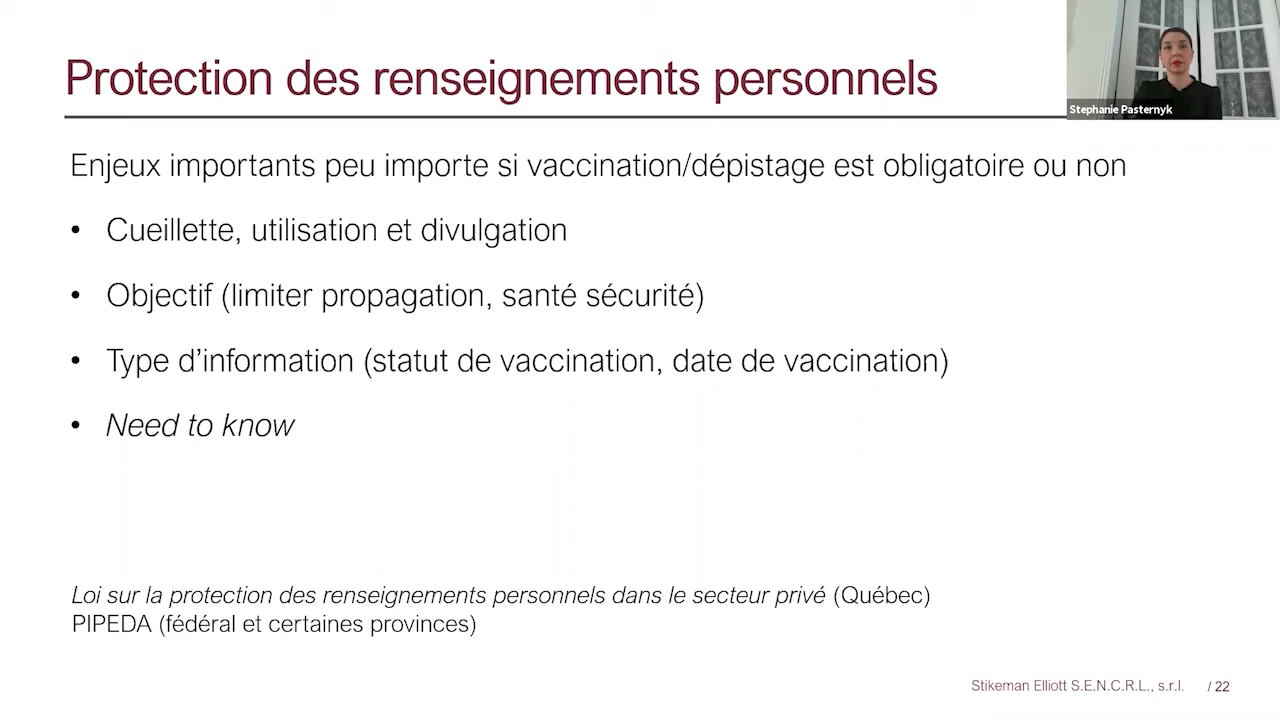 Protection des renseignements personnels
Stephanie Pasternyk
Enjeux importants peu importe si vaccination/dépistage est obligatoire ou non
• Cueillette, utilisation et divulgation
• Objectif (limiter propagation, santé sécurité)
• Type d’information (statut de vaccination, date de vaccination)
• Need to know
Loi sur la protection des renseignements personnels dans le secteur privé (Québec)
PIPEDA (fédéral et certaines provinces)
Stikeman Elliott S.E.N.C.R.L., s.r.l. / 22